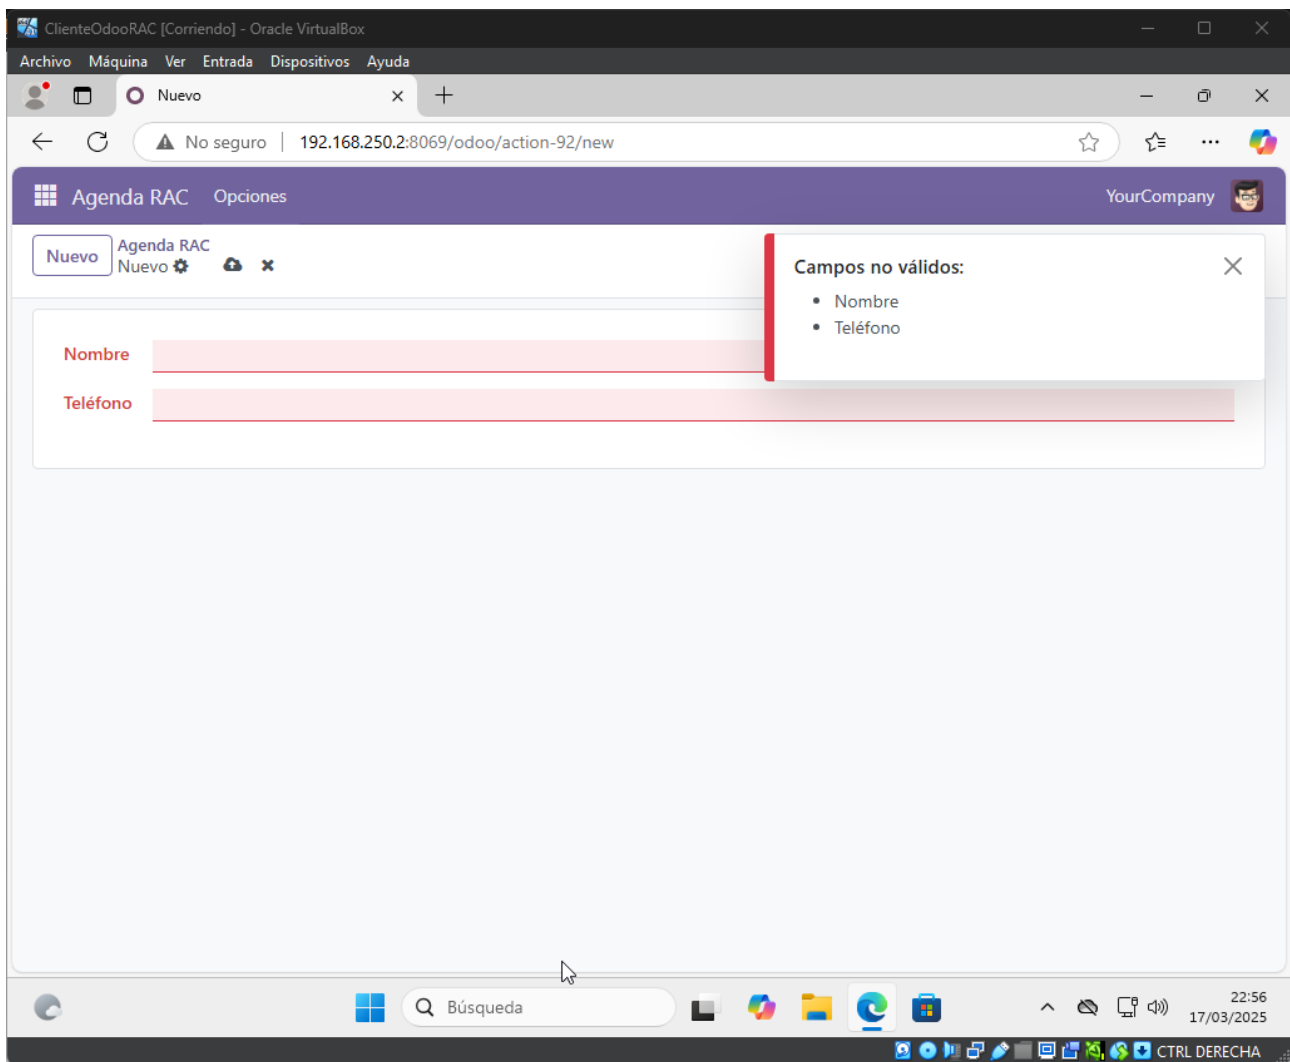 ClienteOdooRAC [Corriendo] - Oracle VirtualBox
Archivo Máquina Ver Entrada Dispositivos Ayuda
Nuevo
No seguro 192.168.250.2:8069/odoo/action-92/new
Agenda RAC Opciones YourCompany
Nuevo
Agenda RAC
Nuevo
Campos no válidos:
• Nombre
• Teléfono
Nombre
Teléfono
Búsqueda
22:56
17/03/2025
CTRL DERECHA